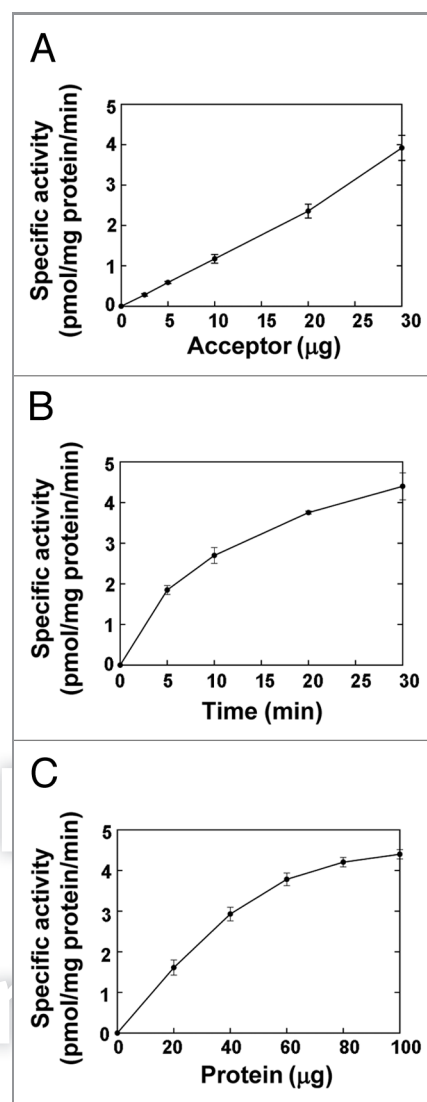 A
Specific activity
(pmol/mg protein/min)
5
4
3
2
1
0
0 5 10 15 20 25 30
Acceptor (μg)
B
Specific activity
(pmol/mg protein/min)
5
4
3
2
1
0
0 5 10 15 20 25 30
Time (min)
C
Specific activity
(pmol/mg protein/min)
5
4
3
2
1
0
0 20 40 60 80 100
Protein (μg)